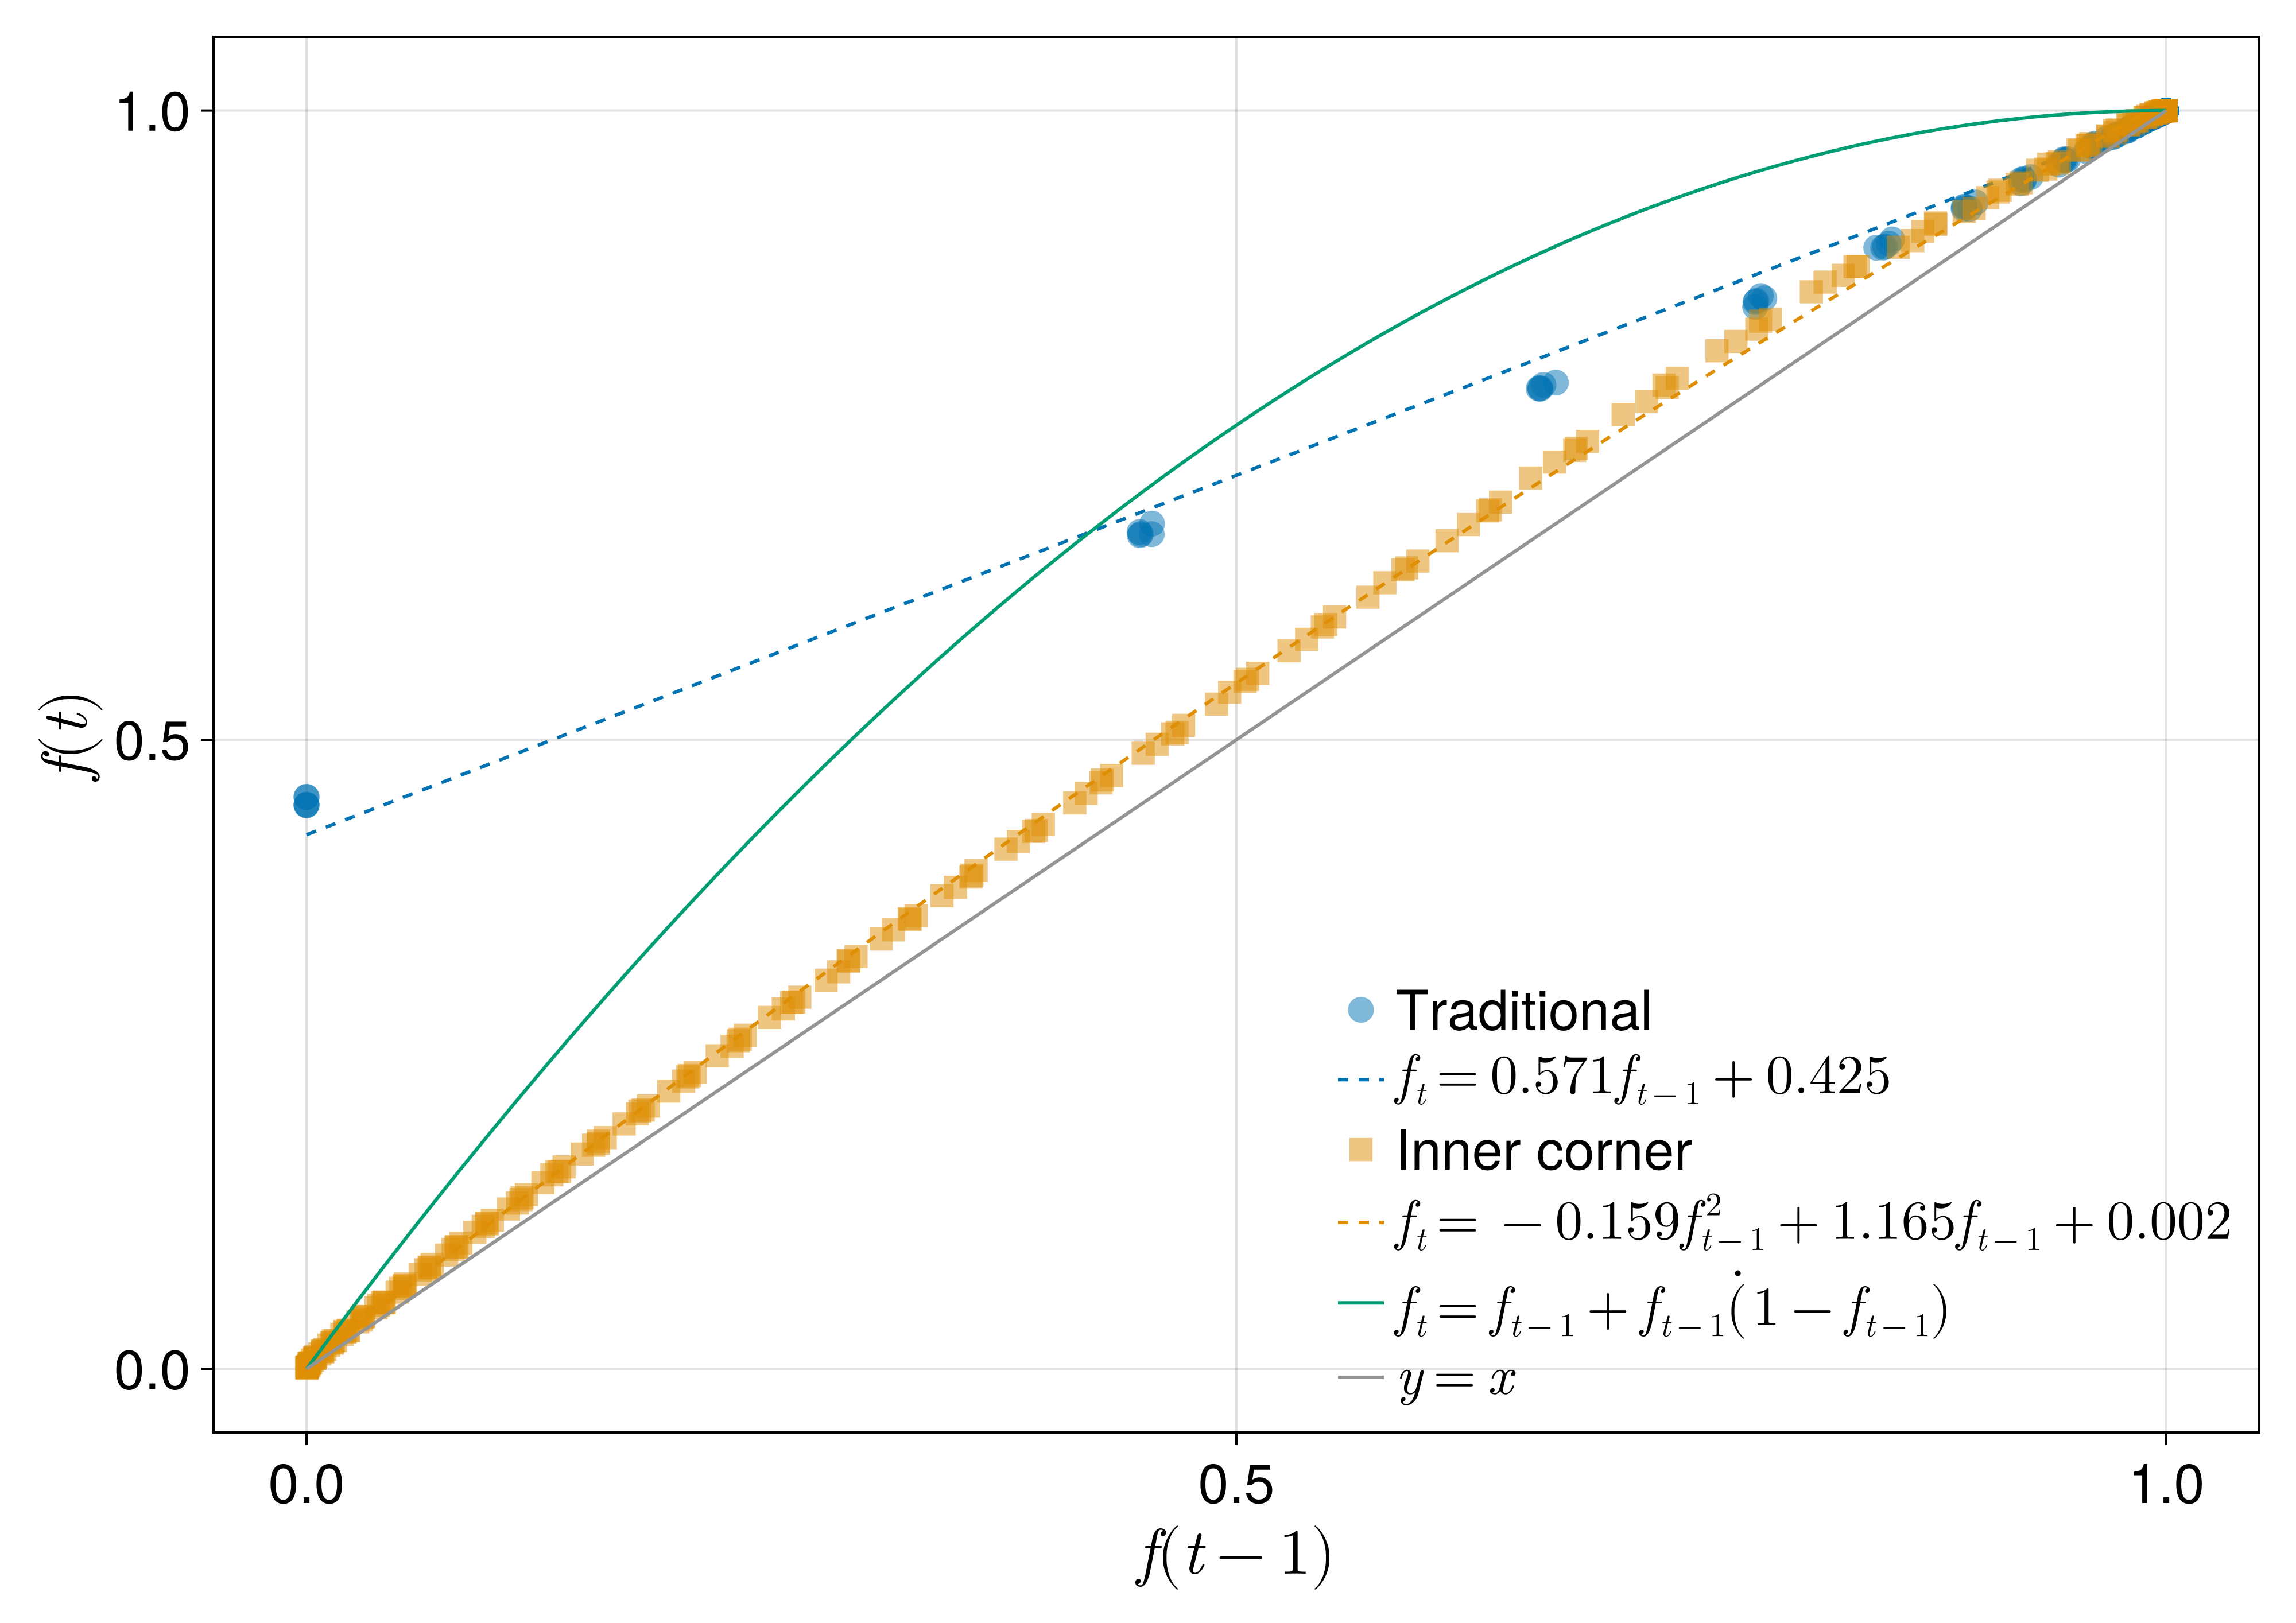 1.0
0.5
0.0
f(t)
Traditional
f_t = 0.571f_{t-1} + 0.425
Inner corner
f_t = -0.159f_{t-1}^2 + 1.165f_{t-1} + 0.002
f_t = f_{t-1} + f_{t-1}\dot{(}1 - f_{t-1})
y = x
0.0 0.5 1.0
f(t - 1)